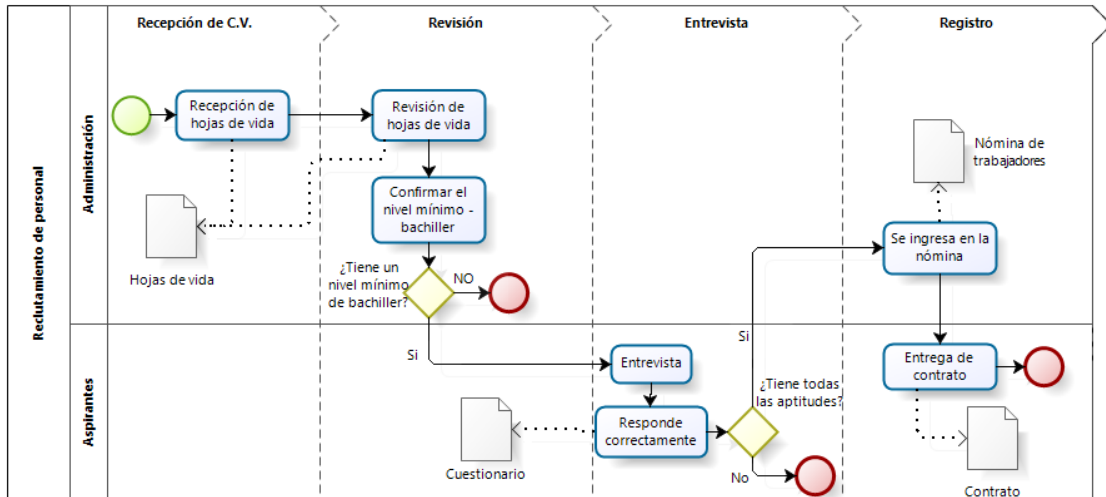 Recepción de C.V.
Revisión
Entrevista
Registro
Reclutamiento de personal
Administración
Recepción de
hojas de vida
Revisión de
hojas de vida
Confirmar el
nivel mínimo -
bachiller
Hojas de vida
¿Tiene un
nivel mínimo
de bachiller?
NO
Nómina de
trabajadores
Se ingresa en la
nómina
Aspirantes
Si
Entrevista
Responde
correctamente
Cuestionario
¿Tiene todas
las aptitudes?
Si
No
Entrega de
contrato
Contrato